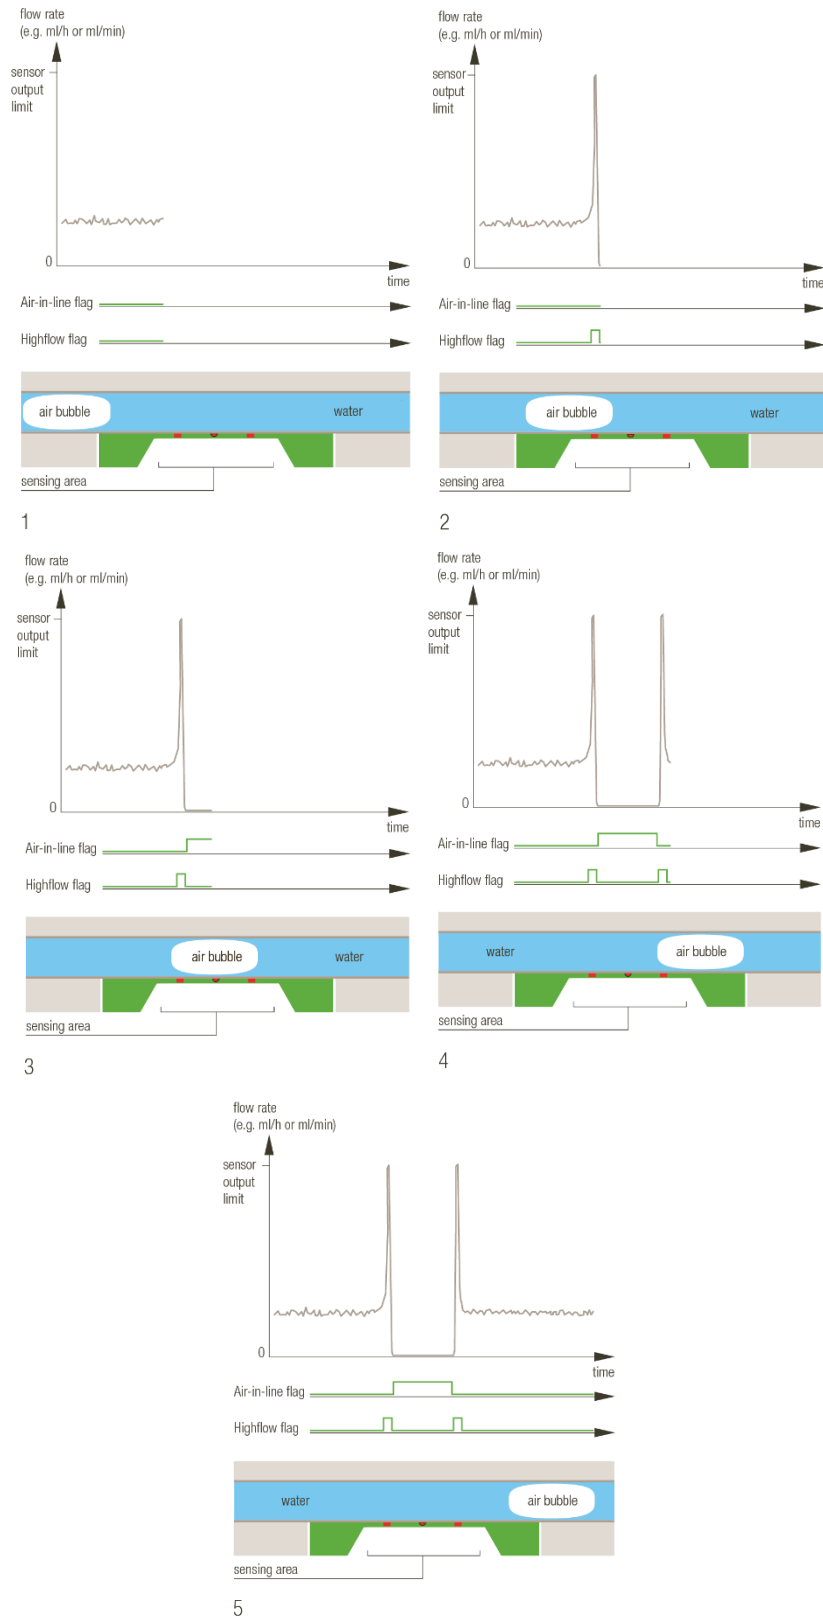 flow rate
(e.g. ml/h or ml/min)
sensor
output
limit
0
time
Air-in-line flag
Highflow flag
air bubble
water
sensing area
1
flow rate
(e.g. ml/h or ml/min)
sensor
output
limit
0
time
Air-in-line flag
Highflow flag
air bubble
water
sensing area
2
flow rate
(e.g. ml/h or ml/min)
sensor
output
limit
0
time
Air-in-line flag
Highflow flag
air bubble
water
sensing area
3
flow rate
(e.g. ml/h or ml/min)
sensor
output
limit
0
time
Air-in-line flag
Highflow flag
water
air bubble
sensing area
4
flow rate
(e.g. ml/h or ml/min)
sensor
output
limit
0
time
Air-in-line flag
Highflow flag
water
air bubble
sensing area
5